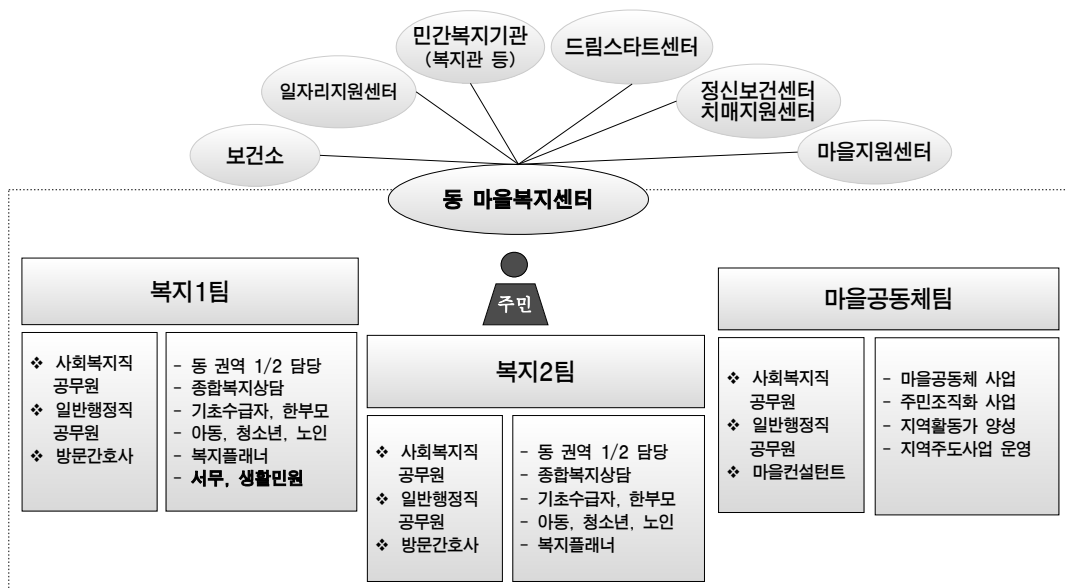 민간복지기관
(복지관 등)
드림스타트센터
일자리지원센터
정신보건센터
치매지원센터
보건소
마을지원센터
동 마을복지센터
주민
복지1팀
❖ 사회복지직
공무원
❖ 일반행정직
공무원
❖ 방문간호사
- 동 권역 1/2 담당
- 종합복지상담
- 기초수급자, 한부모
- 아동, 청소년, 노인
- 복지플래너
- 서무, 생활민원
복지2팀
❖ 사회복지직
공무원
❖ 일반행정직
공무원
❖ 방문간호사
- 동 권역 1/2 담당
- 종합복지상담
- 기초수급자, 한부모
- 아동, 청소년, 노인
- 복지플래너
마을공동체팀
❖ 사회복지직
공무원
❖ 일반행정직
공무원
❖ 마을컨설턴트
- 마을공동체 사업
- 주민조직화 사업
- 지역활동가 양성
- 지역주도사업 운영